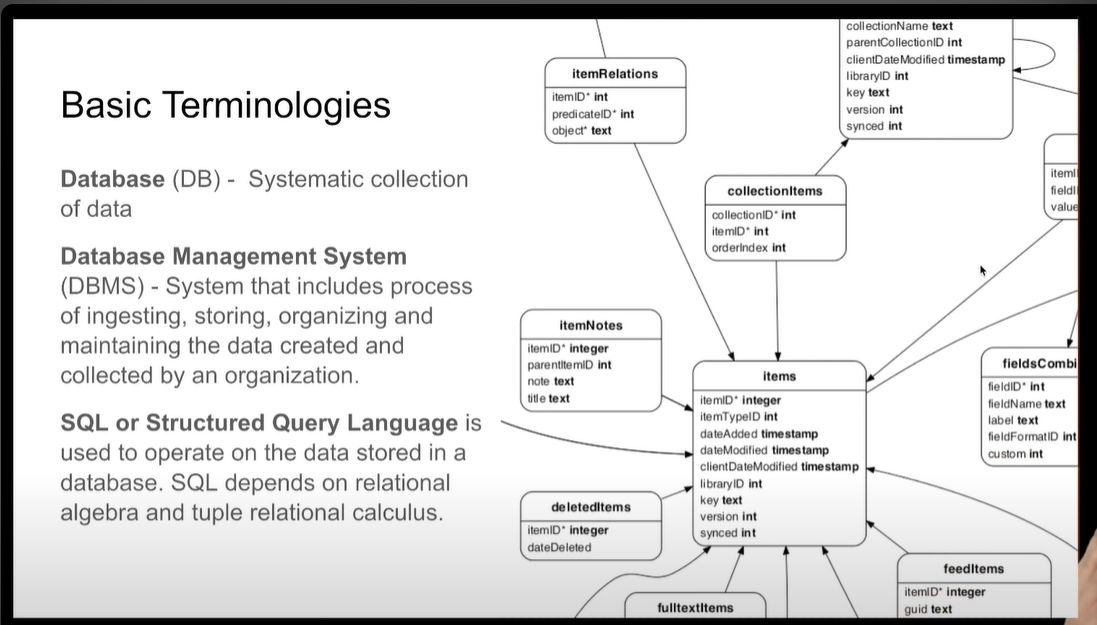 Basic Terminologies
Database (DB) - Systematic collection
of data
Database Management System
(DBMS) - System that includes process
of ingesting, storing, organizing and
maintaining the data created and
collected by an organization.
SQL or Structured Query Language is
used to operate on the data stored in a
database. SQL depends on relational
algebra and tuple relational calculus.
itemRelations
itemID* int
predicateID* int
object* text
collectionName text
parentCollectionID int
clientDateModified timestamp
libraryID int
key text
version int
synced int
collectionItems
collectionID* int
itemID* int
orderIndex int
value
itemNotes
itemID* integer
parentItemID int
note text
title text
items
itemID* integer
itemTypeID int
dateAdded timestamp
dateModified timestamp
clientDateModified timestamp
libraryID int
key text
version int
synced int
fieldsCombi
fieldID* int
fieldName text
label text
fieldFormatID int
custom int
deletedItems
itemID* integer
dateDeleted
feedItems
itemID* integer
guid text
fulltextItems